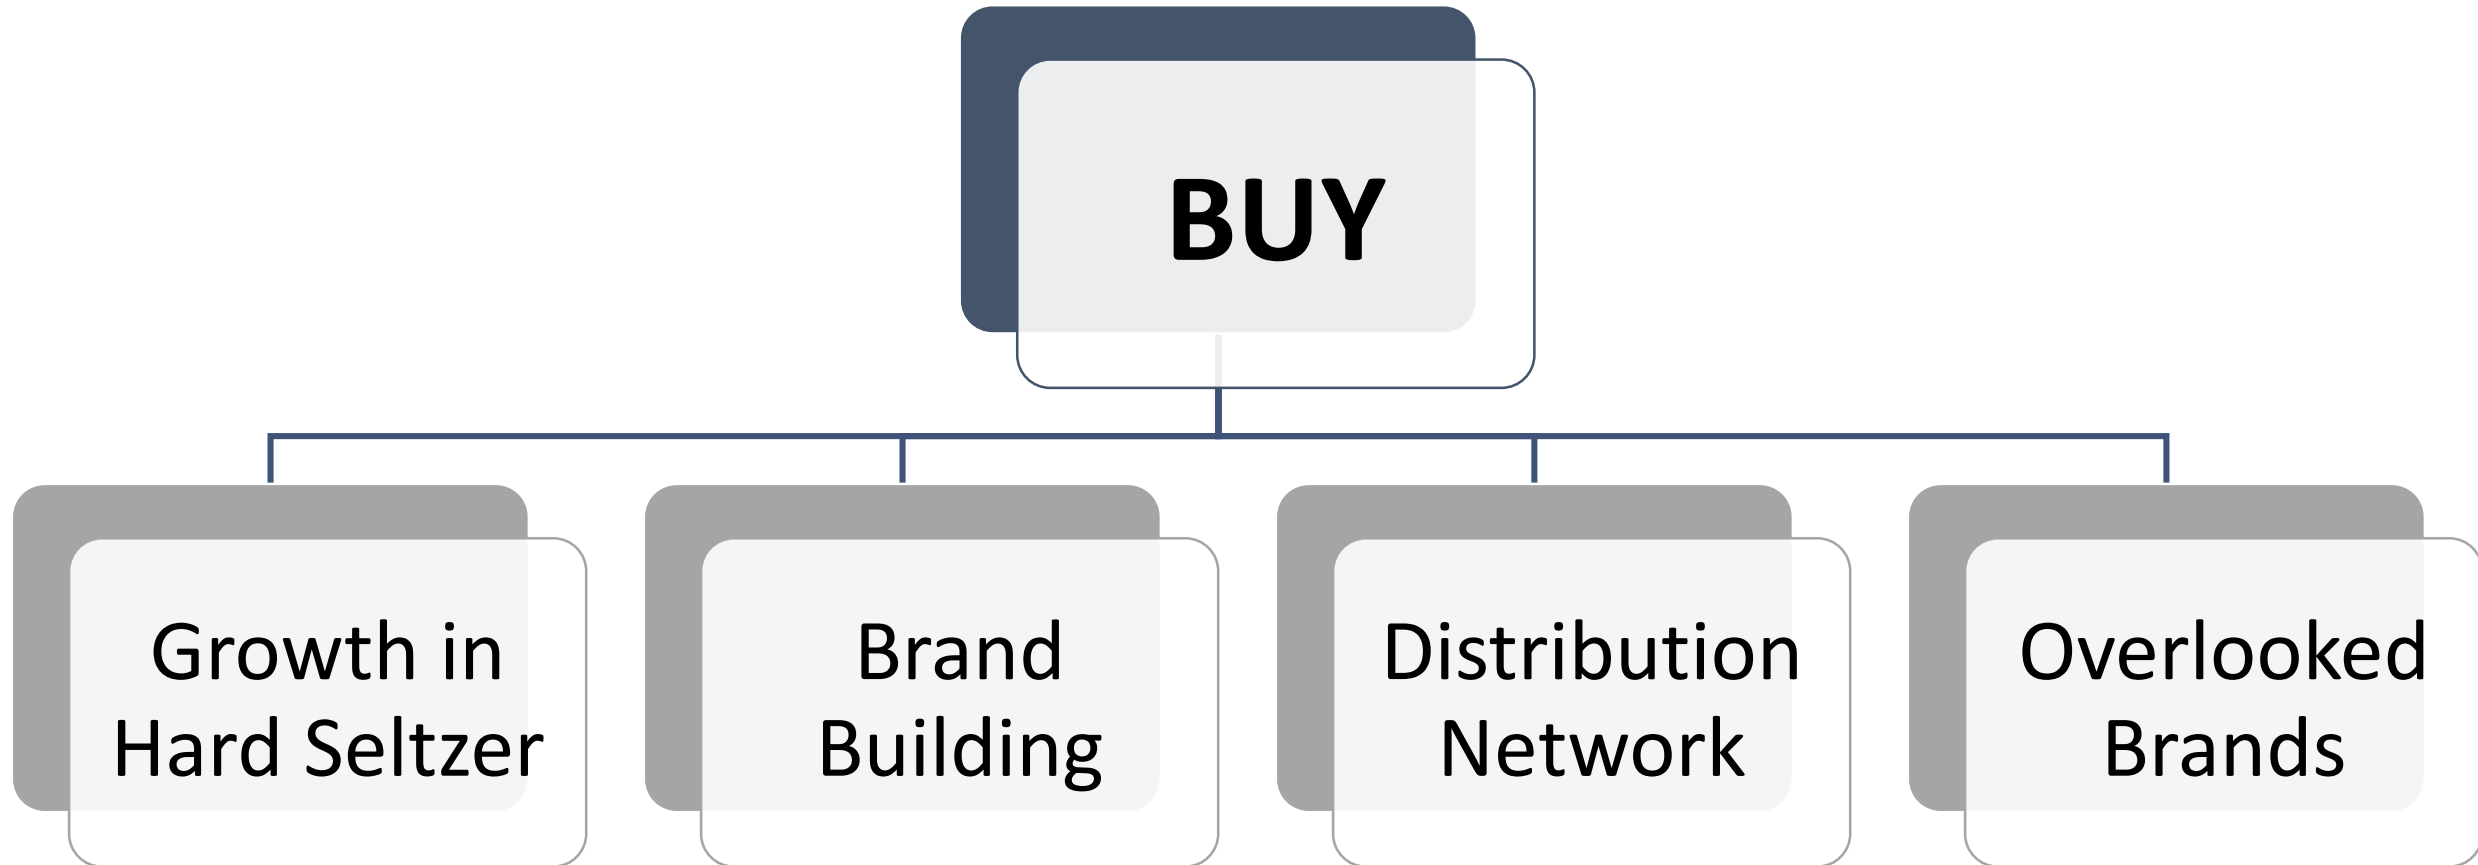 BUY
Growth in
Hard Seltzer
Brand
Building
Distribution
Network
Overlooked
Brands